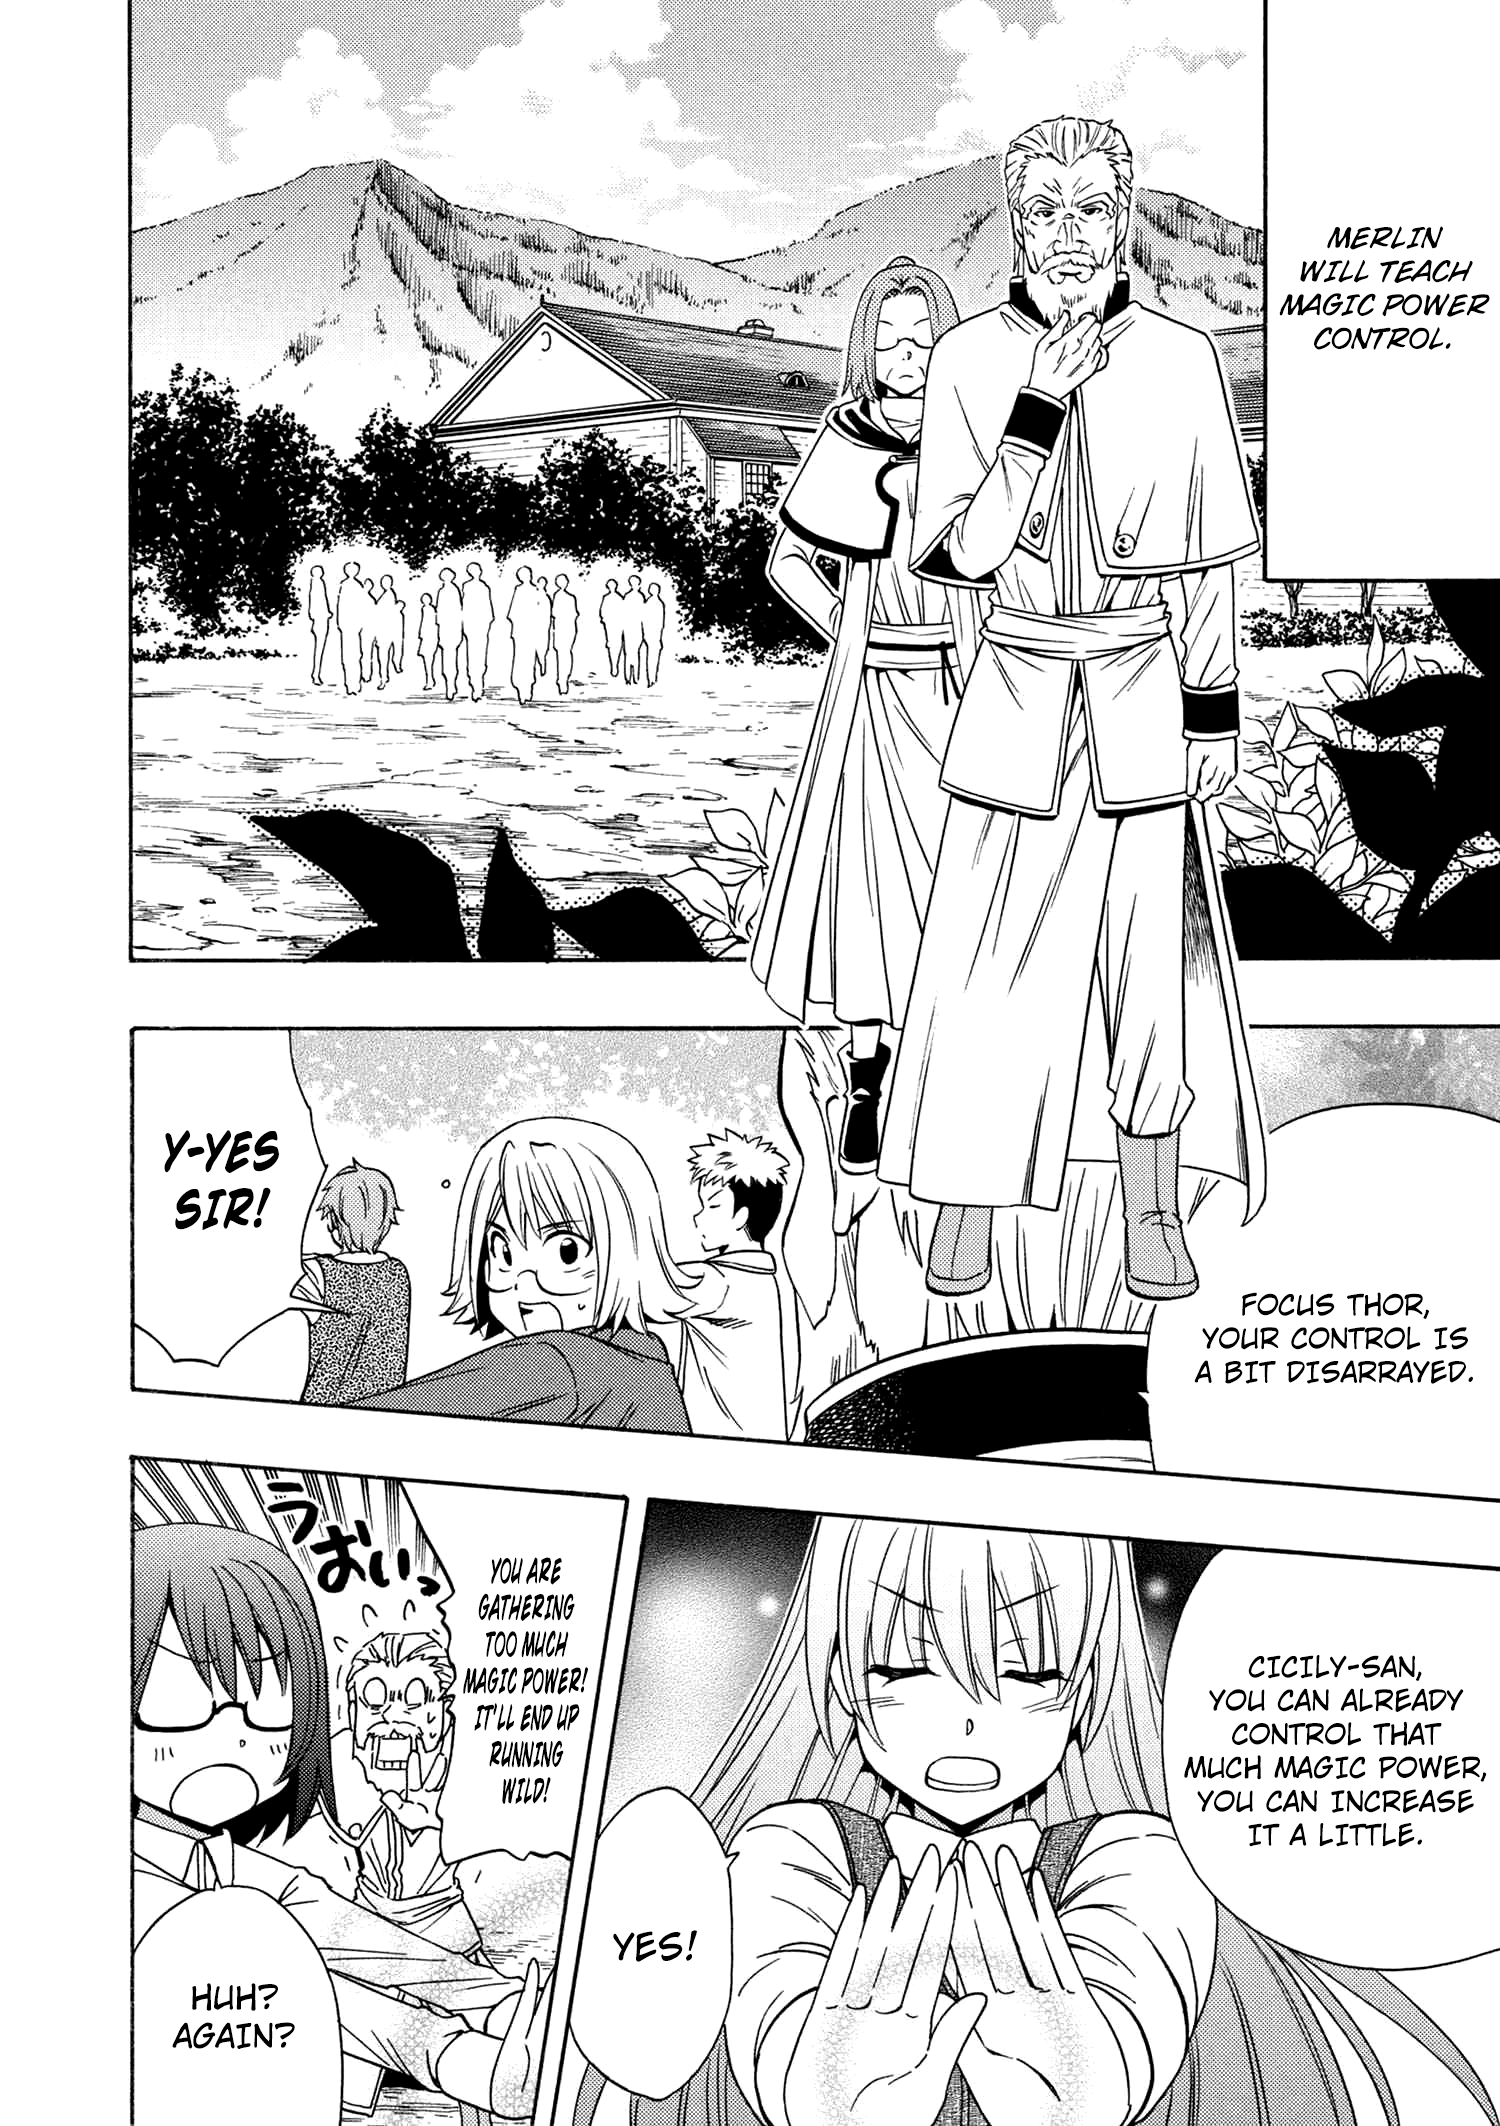 MERLIN
WILL TEACH
MAGIC POWER
CONTROL.
FOCUS THOR,
YOUR CONTROL IS
A BIT DISARRAYED.
Y-YES
SIR!
CICILY-SAN,
YOU CAN ALREADY
CONTROL THAT
MUCH MAGIC POWER,
YOU CAN INCREASE
IT A LITTLE.
YES!
YOU ARE
GATHERING
TOO MUCH
MAGIC POWER!
IT'LL END UP
RUNNING
WILD!
うおいっ
HUH?
AGAIN?